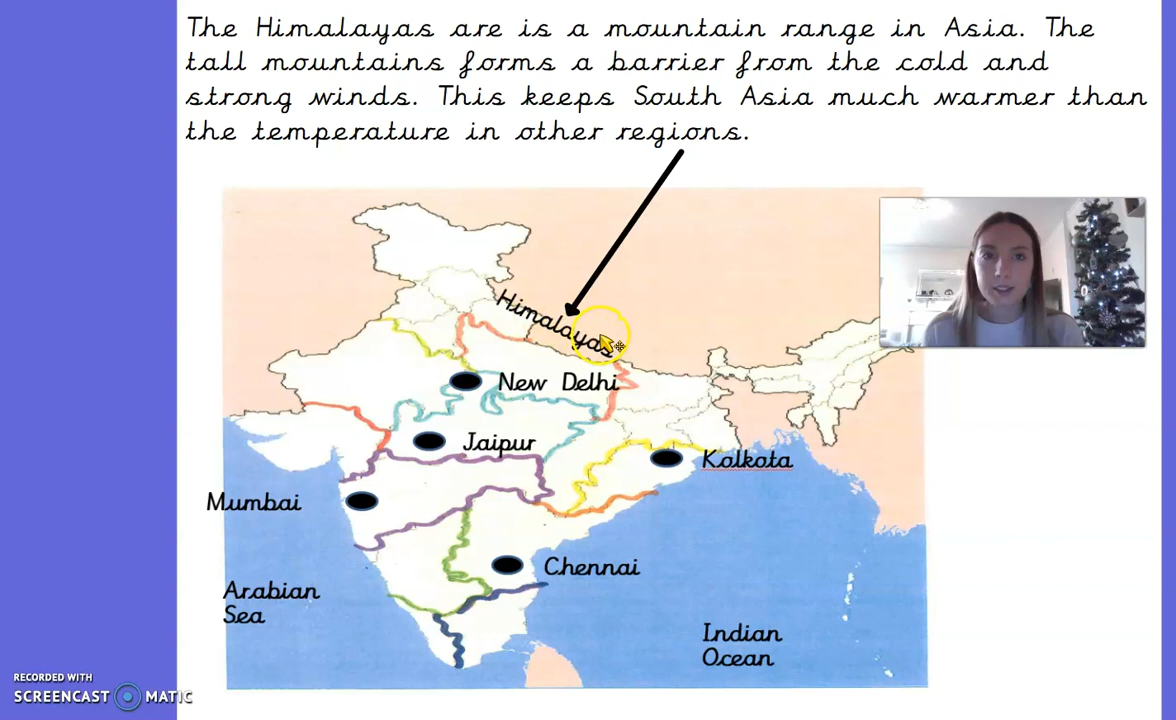 The Himalayas are is a mountain range in Asia. The
tall mountains forms a barrier from the cold and
strong winds. This keeps South Asia much warmer than
the temperature in other regions.
Himalayas
New Delhi
Jaipur
Kolkota
Mumbai
Chennai
Arabian
Sea
Indian
Ocean
RECORDED WITH
SCREENCAST MATIC